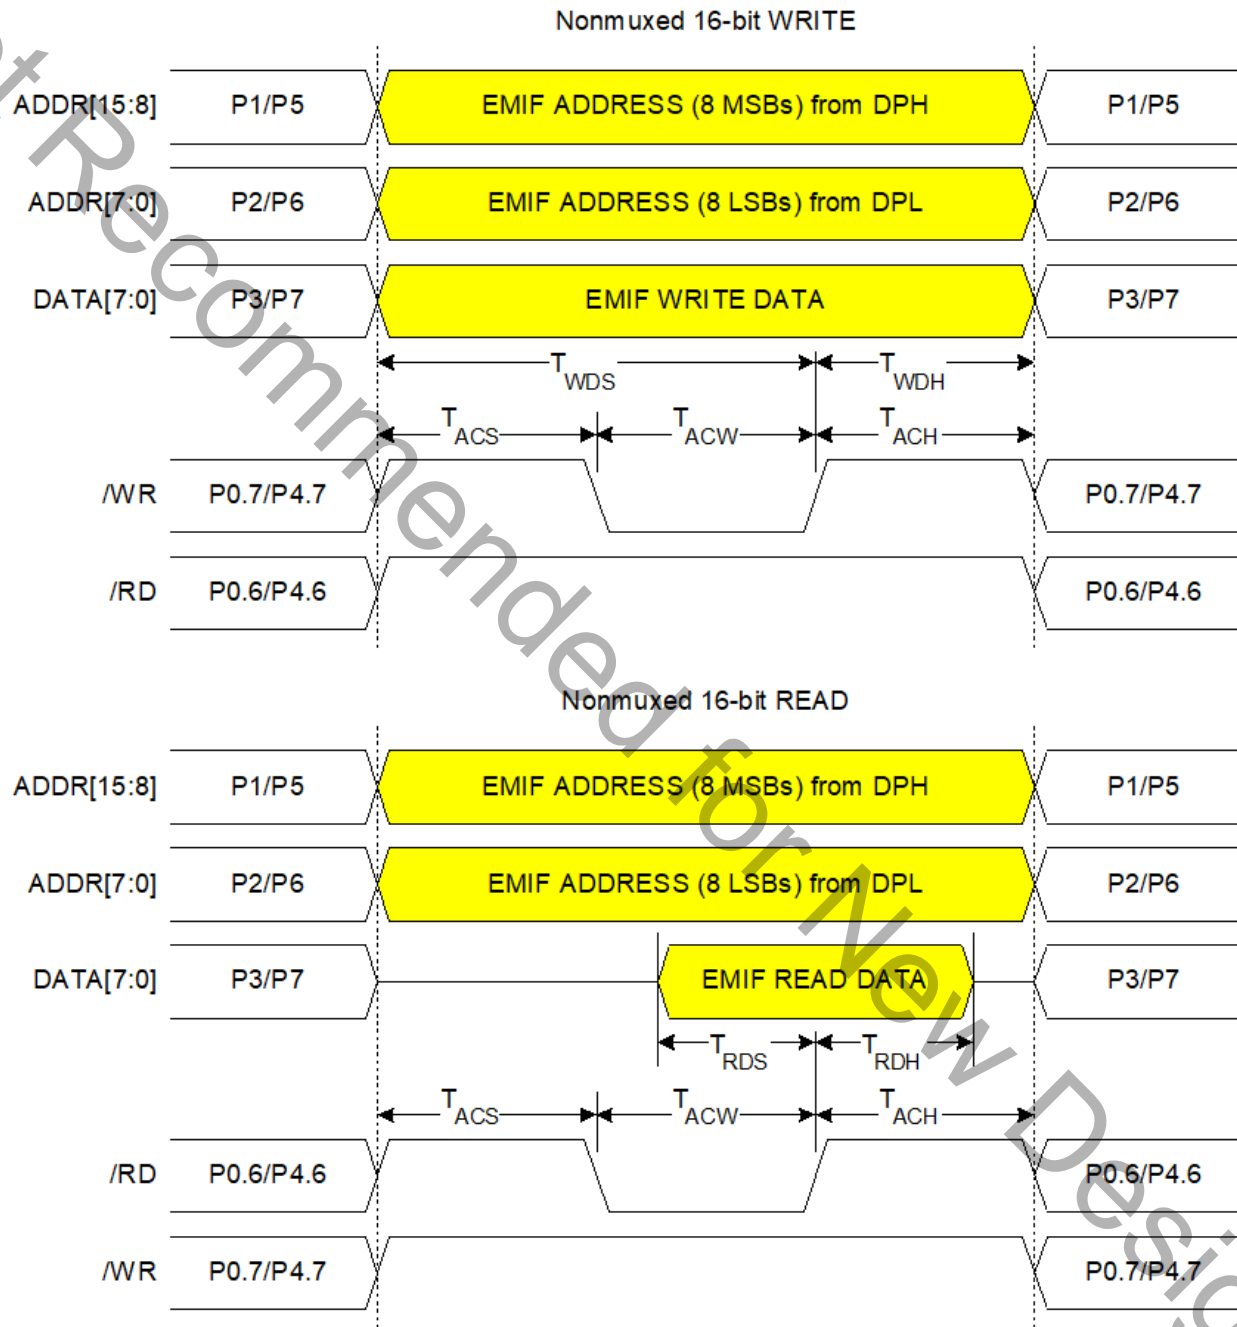 Nonmuxed 16-bit WRITE
ADDR[15:8] P1/P5 EMIF ADDRESS (8 MSBs) from DPH P1/P5
ADDR[7:0] P2/P6 EMIF ADDRESS (8 LSBs) from DPL P2/P6
DATA[7:0] P3/P7 EMIF WRITE DATA P3/P7
TWDS TWDH
TACS TACW TACH
/WR P0.7/P4.7 P0.7/P4.7
/RD P0.6/P4.6 P0.6/P4.6
Nonmuxed 16-bit READ
ADDR[15:8] P1/P5 EMIF ADDRESS (8 MSBs) from DPH P1/P5
ADDR[7:0] P2/P6 EMIF ADDRESS (8 LSBs) from DPL P2/P6
DATA[7:0] P3/P7 EMIF READ DATA P3/P7
TRDS TRDH
TACS TACW TACH
/RD P0.6/P4.6 P0.6/P4.6
/WR P0.7/P4.7 P0.7/P4.7
Recommended for New